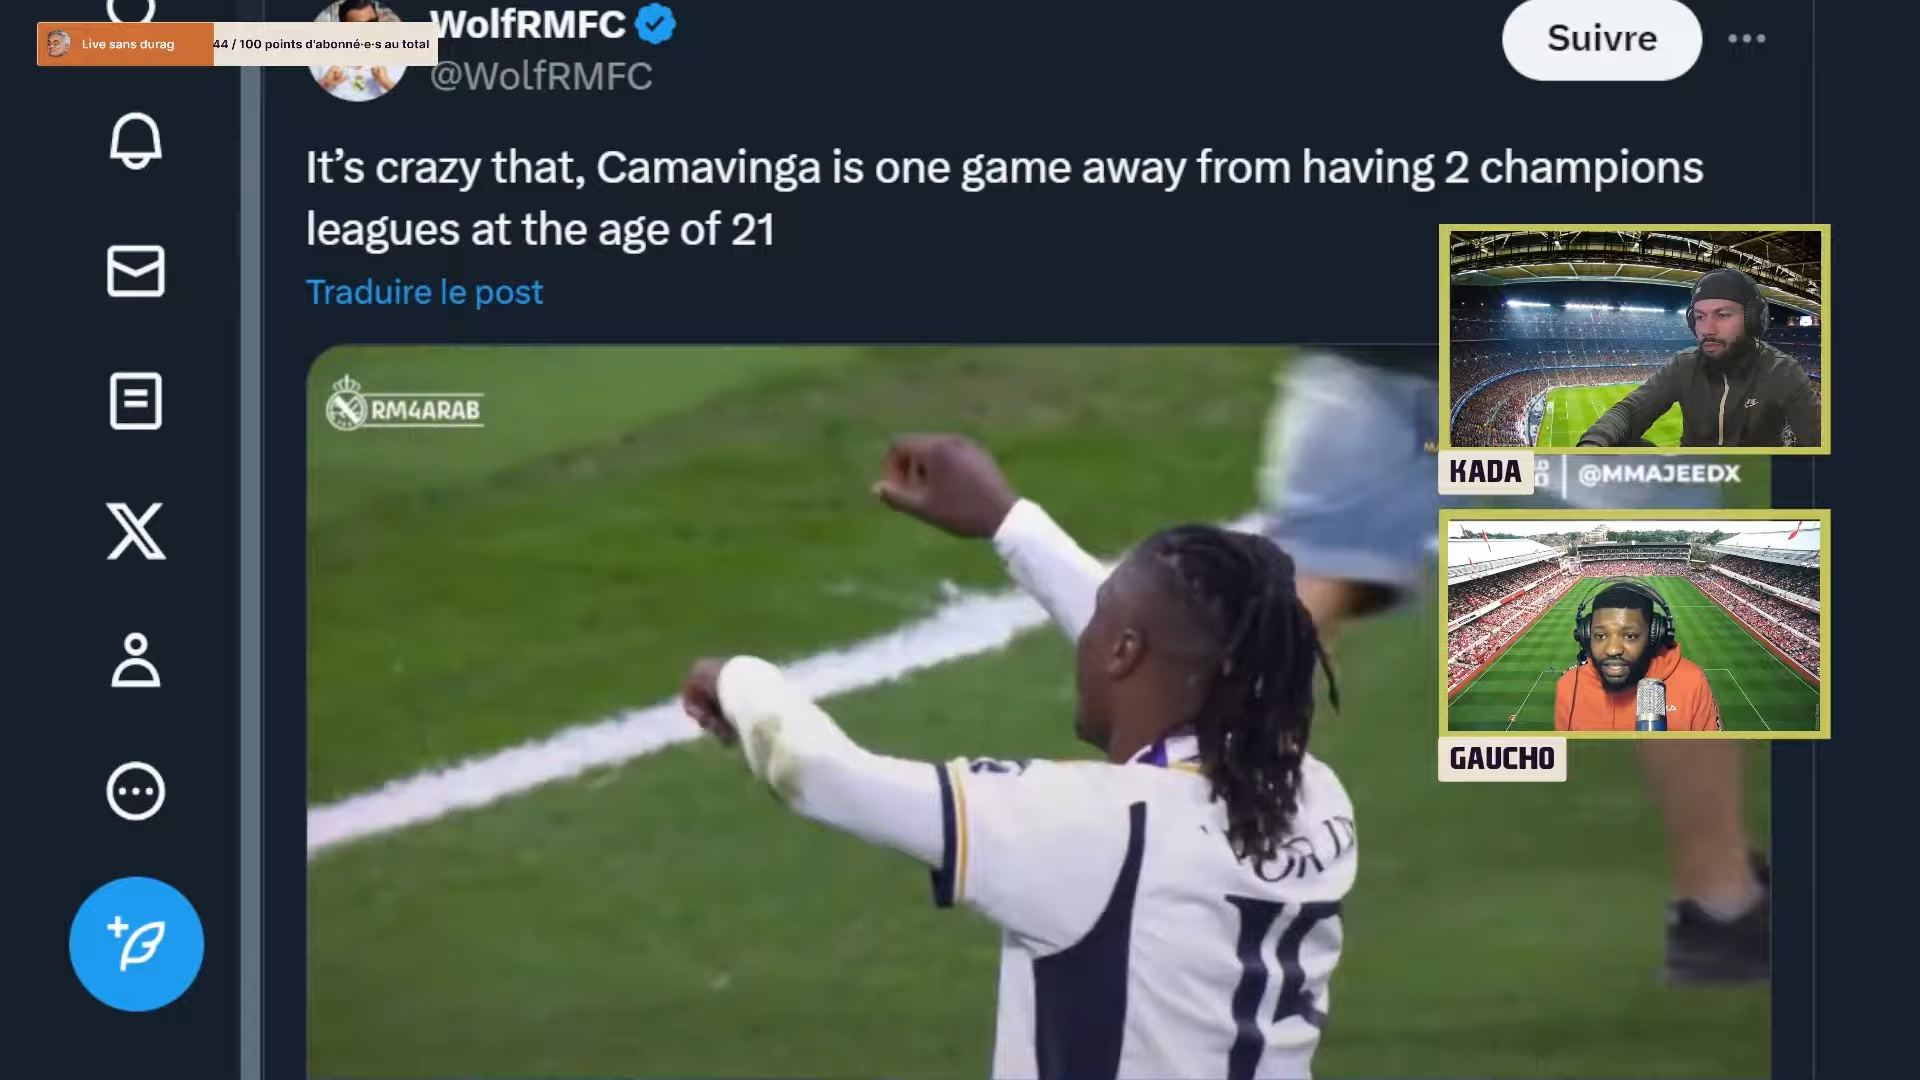 Live sans durag
44 / 100 points d'abonné·e·s au total
WolfRMFC
@WolfRMFC
Suivre
It's crazy that, Camavinga is one game away from having 2 champions
leagues at the age of 21
Traduire le post
RM4ARAB
KADA
@MMAJEEDX
GAUCHO